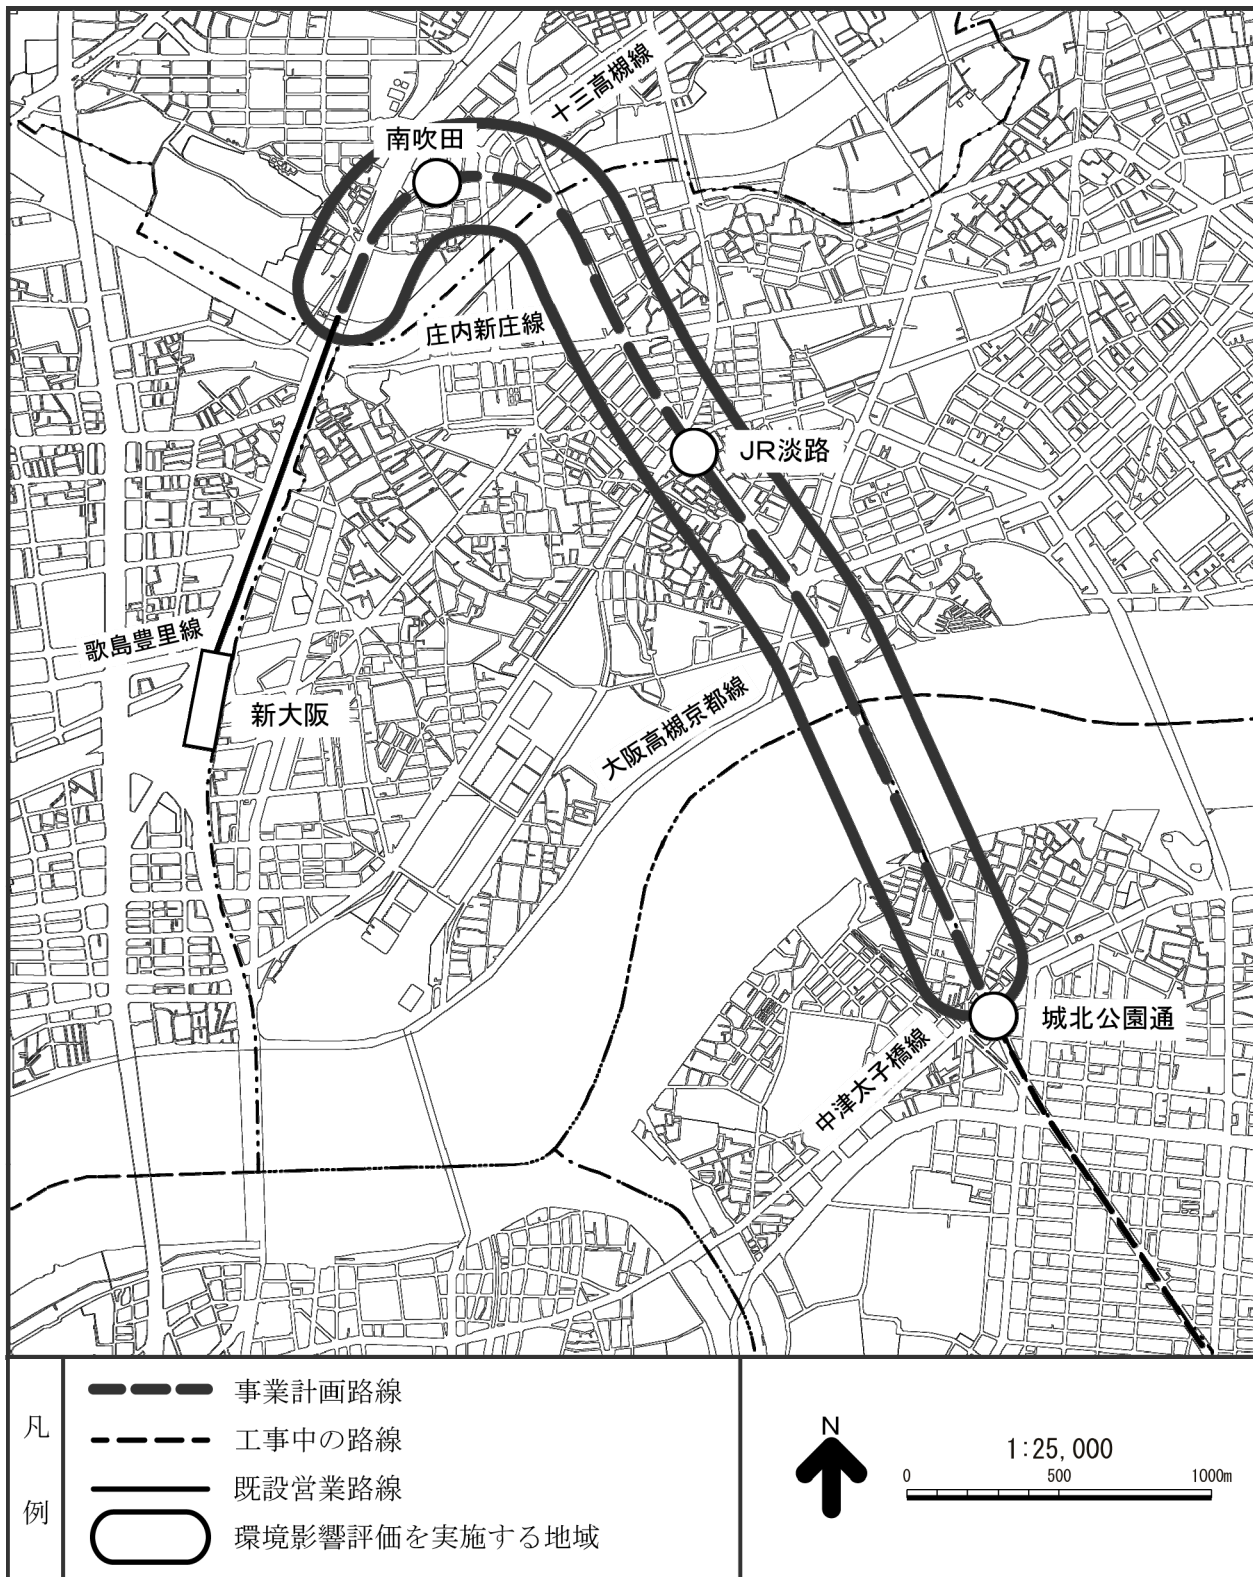 十三高槻線
南吹田
庄内新庄線
JR淡路
歌島豊里線
新大阪
大阪高槻京都線
城北公園通
中津太子橋線
凡例
事業計画路線
工事中の路線
既設営業路線
環境影響評価を実施する地域
N
1:25,000
0 500 1000m